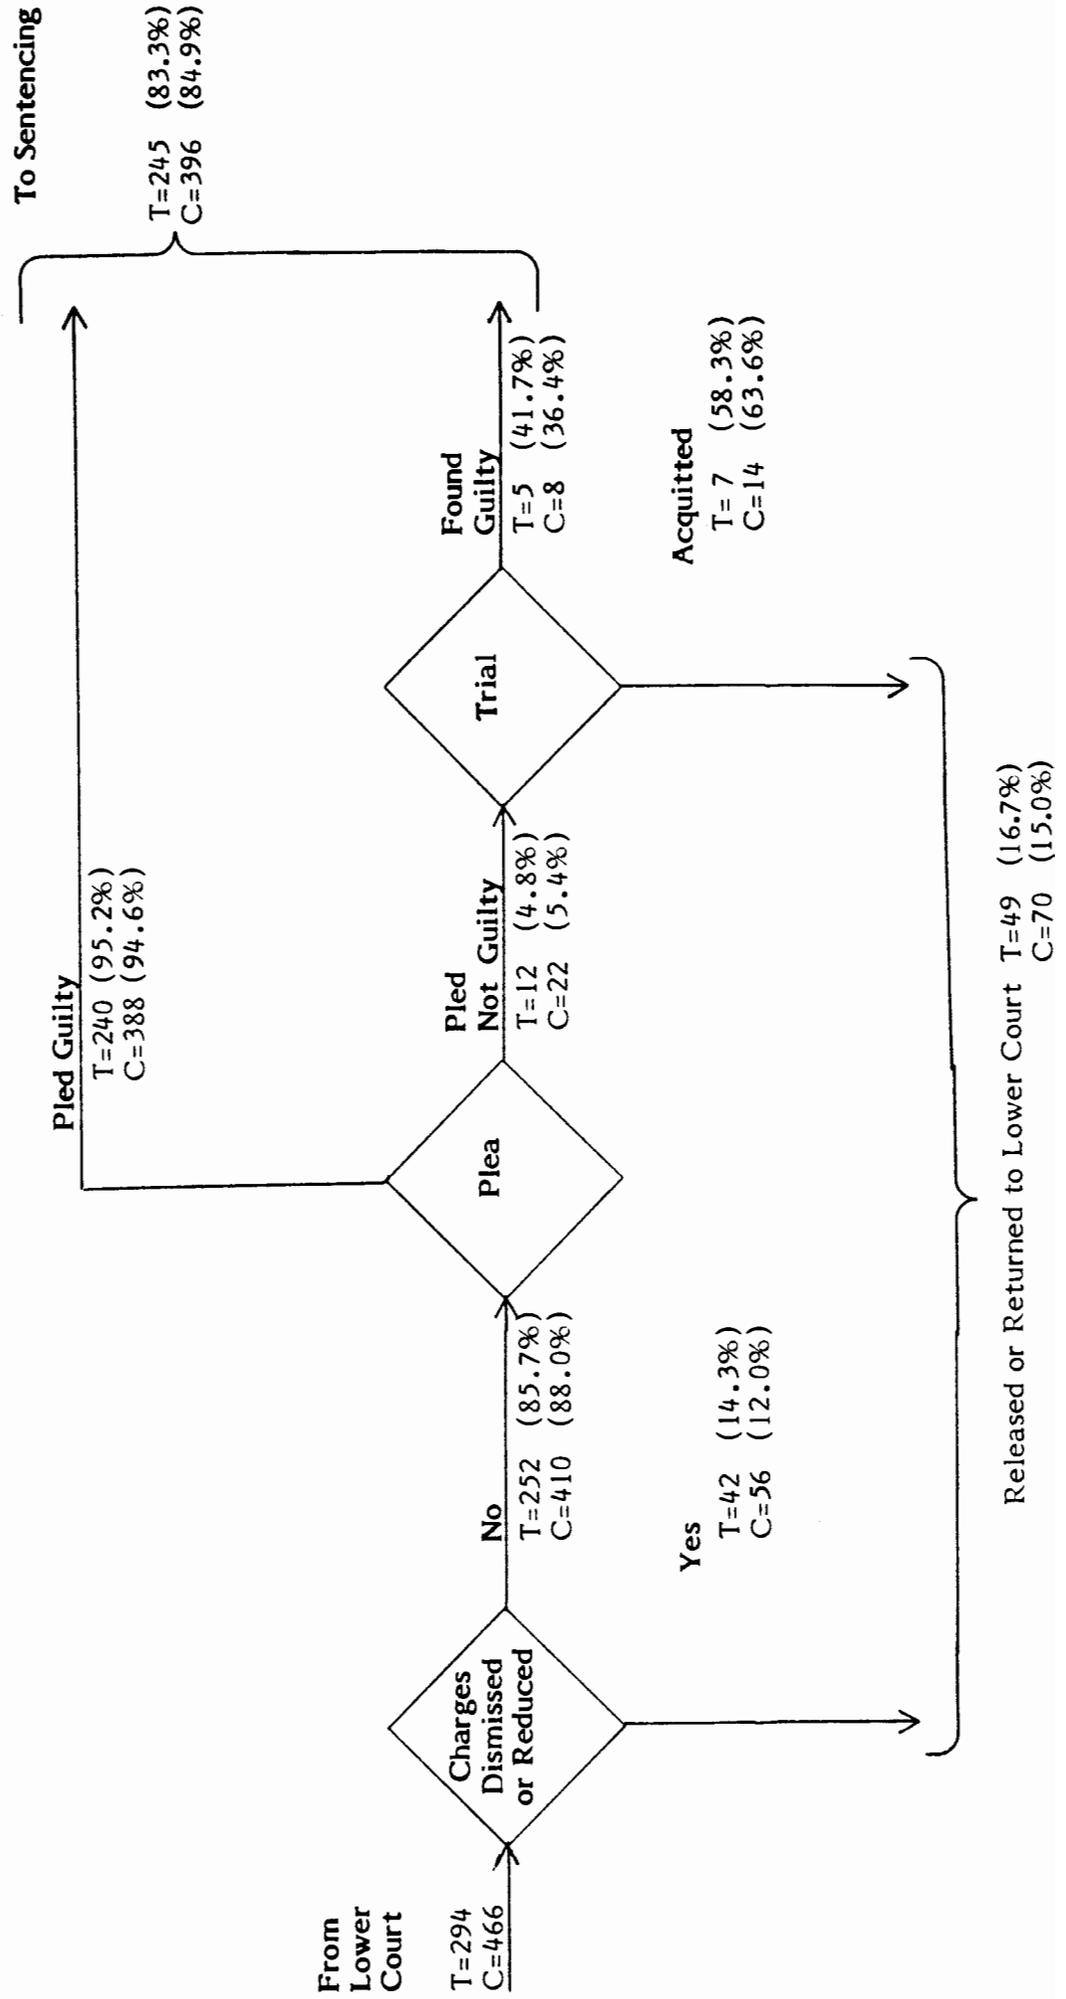 From
Lower
Court
T=294
C=466
Charges
Dismissed
or Reduced
No
T=252 (85.7%)
C=410 (88.0%)
Yes
T=42 (14.3%)
C=56 (12.0%)
Plea
Pled Guilty
T=240 (95.2%)
C=388 (94.6%)
Pled
Not Guilty
T=12 (4.8%)
C=22 (5.4%)
Trial
Found
Guilty
T=5 (41.7%)
C=8 (36.4%)
Acquitted
T= 7 (58.3%)
C=14 (63.6%)
To Sentencing
T=245 (83.3%)
C=396 (84.9%)
Released or Returned to Lower Court T=49 (16.7%)
C=70 (15.0%)